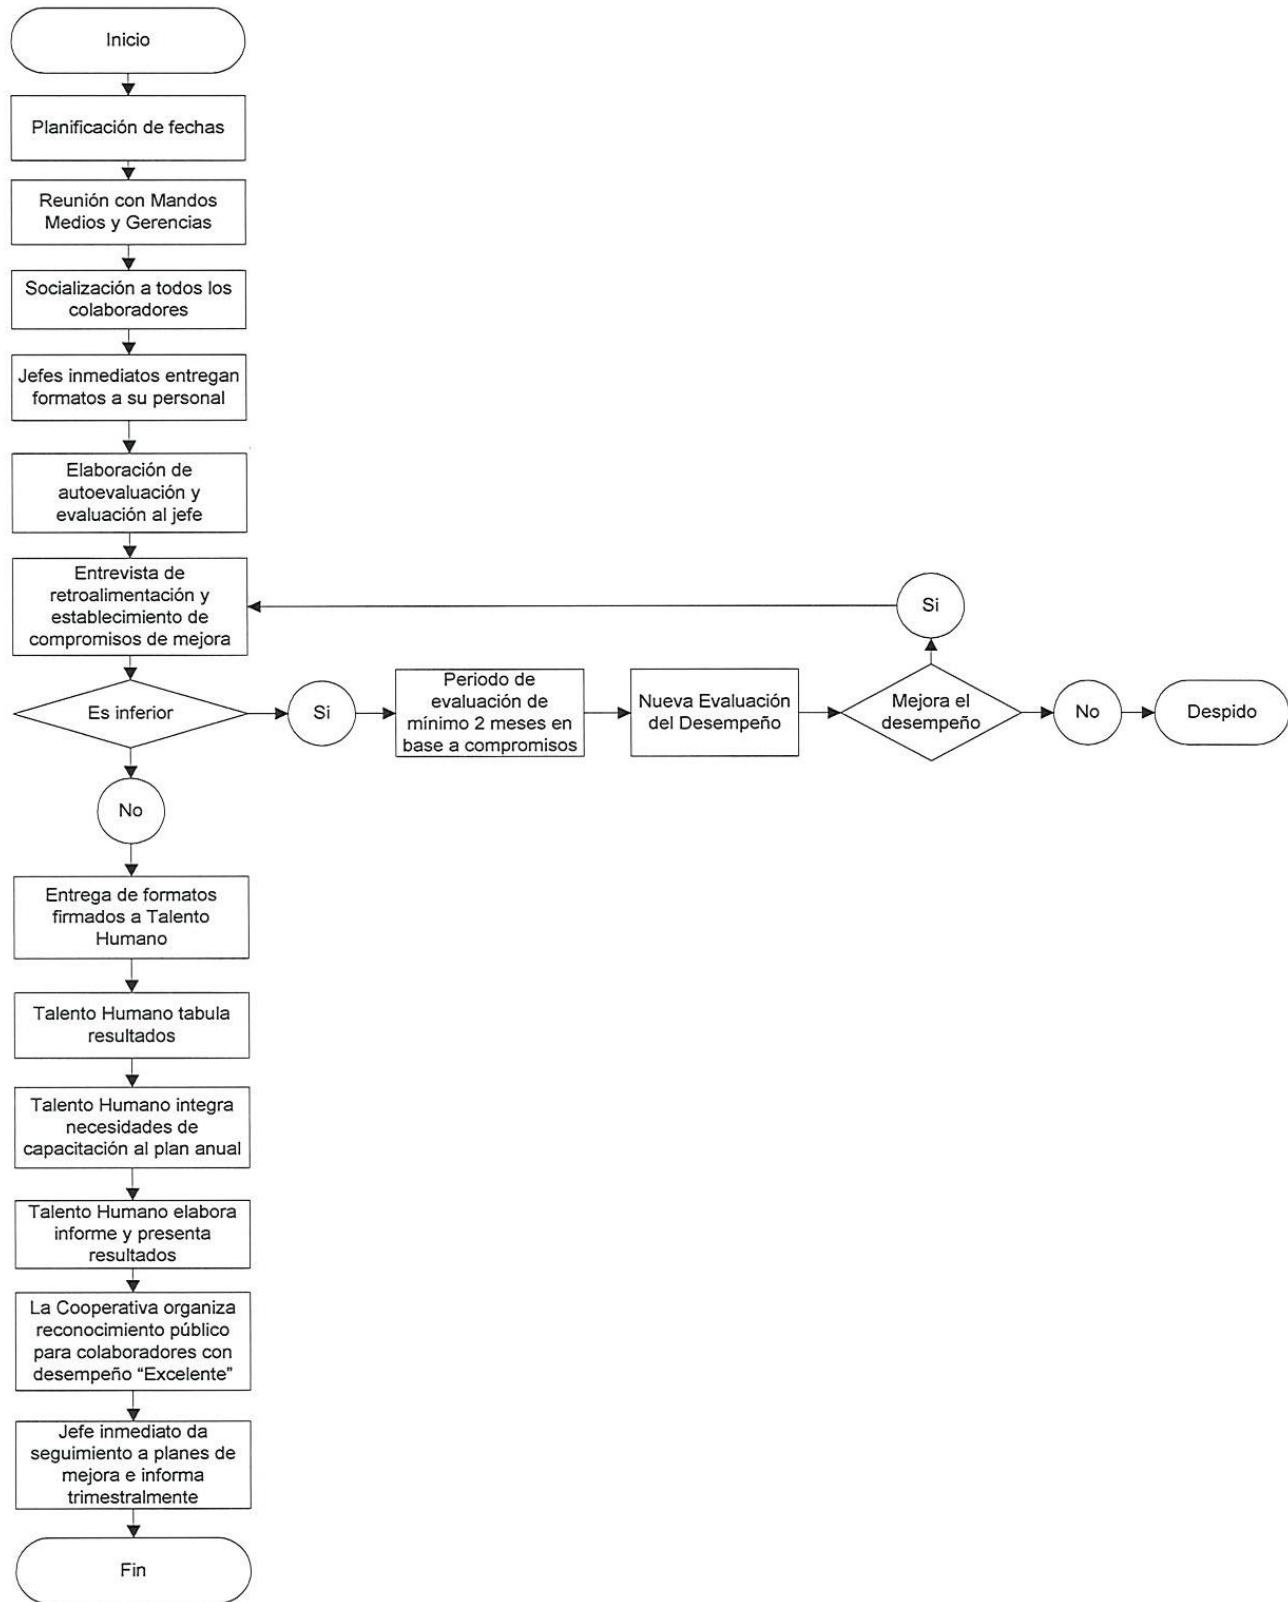 Inicio
Planificación de fechas
Reunión con Mandos
Medios y Gerencias
Socialización a todos los
colaboradores
Jefes inmediatos entregan
formatos a su personal
Elaboración de
autoevaluación y
evaluación al jefe
Entrevista de
retroalimentación y
establecimiento de
compromisos de mejora
Si
Es inferior
Si
Periodo de
evaluación de
mínimo 2 meses en
base a compromisos
Nueva Evaluación
del Desempeño
Mejora el
desempeño
No
Despido
No
Entrega de formatos
firmados a Talento
Humano
Talento Humano tabula
resultados
Talento Humano integra
necesidades de
capacitación al plan anual
Talento Humano elabora
informe y presenta
resultados
La Cooperativa organiza
reconocimiento público
para colaboradores con
desempeño “Excelente”
Jefe inmediato da
seguimiento a planes de
mejora e informa
trimestralmente
Fin